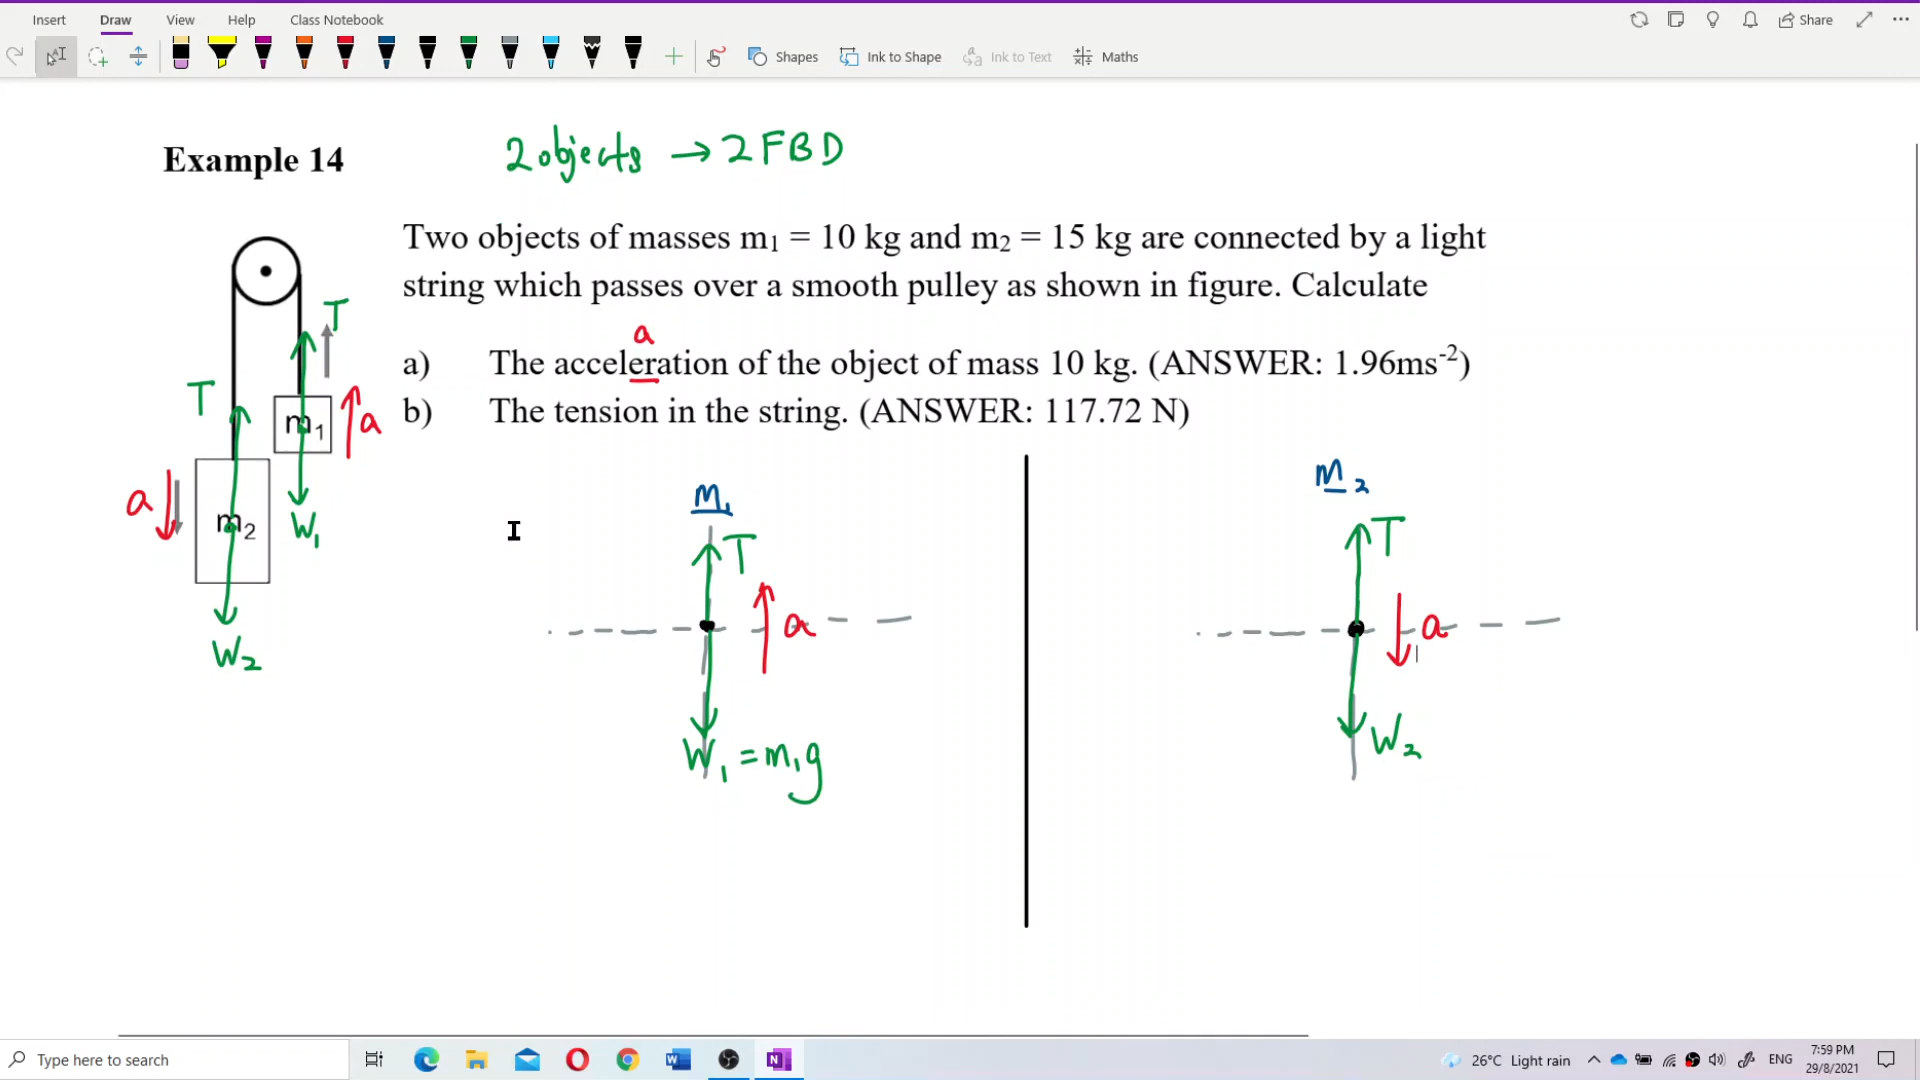 Insert Draw View Help Class Notebook Share
Shapes Ink to Shape Ink to Text Maths
Example 14
2 objects → 2 FBD
Two objects of masses m₁ = 10 kg and m₂ = 15 kg are connected by a light
string which passes over a smooth pulley as shown in figure. Calculate
a
a) The acceleration of the object of mass 10 kg. (ANSWER: 1.96ms⁻²)
b) The tension in the string. (ANSWER: 117.72 N)
T
T
m₁
a
a
m₂
W₁
W₂
m₁
T
a
W₁ = m₁g
m₂
T
a
W₂
Type here to search
26°C Light rain
ENG
7:59 PM
29/8/2021